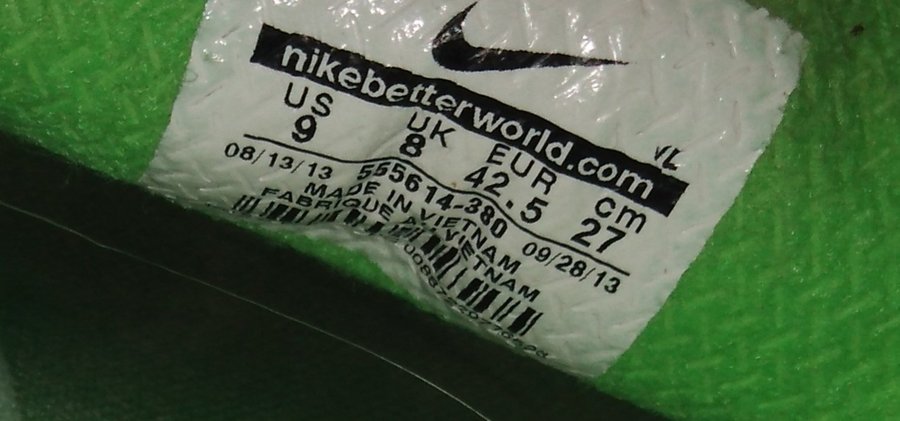 nikebetterworld.com
VL
US UK EUR cm
9 8 42.5 27
08/13/13 555614-380 09/28/13
MADE IN VIETNAM
FABRIQUE AU VIETNAM